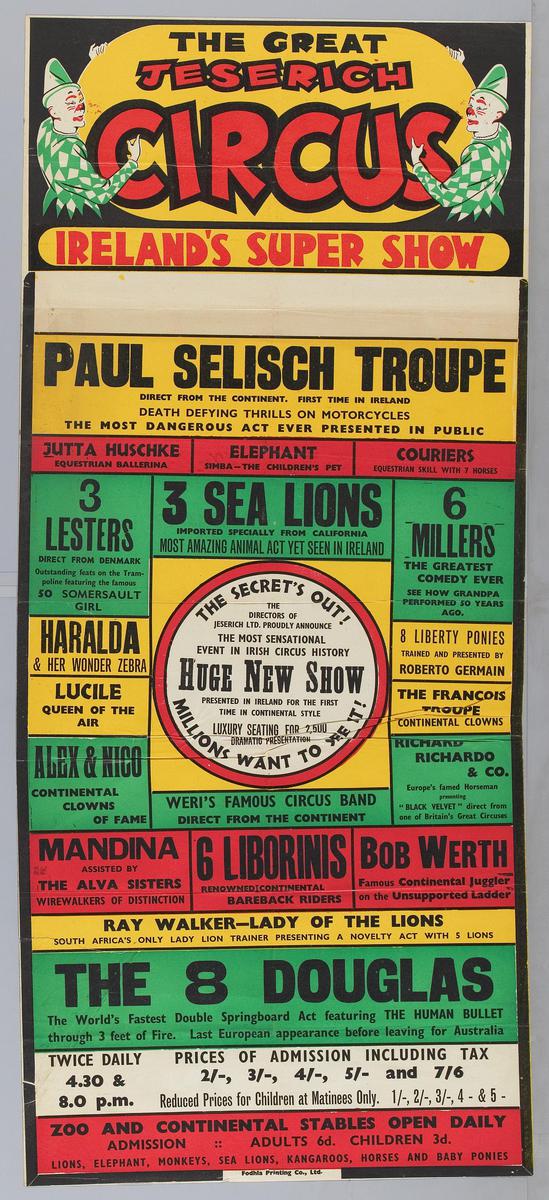 THE GREAT
JESERICH
CIRCUS
IRELAND'S SUPER SHOW
PAUL SELISCH TROUPE
DIRECT FROM THE CONTINENT. FIRST TIME IN IRELAND
DEATH DEFYING THRILLS ON MOTORCYCLES
THE MOST DANGEROUS ACT EVER PRESENTED IN PUBLIC
JUTTA HUSCHKE
EQUESTRIAN BALLERINA
ELEPHANT
SIMBA—THE CHILDREN'S PET
COURIERS
EQUESTRIAN SKILL WITH 7 HORSES
3
LESTERS
DIRECT FROM DENMARK
Outstanding feats on the Tram-
poline featuring the famous
50 SOMERSAULT
GIRL
3 SEA LIONS
IMPORTED SPECIALLY FROM CALIFORNIA
MOST AMAZING ANIMAL ACT YET SEEN IN IRELAND
6
MILLERS
THE GREATEST
COMEDY EVER
SEE HOW GRANDPA
PERFORMED 50 YEARS
AGO.
HARALDA
& HER WONDER ZEBRA
LUCILE
QUEEN OF THE
AIR
ALEX & NICO
CONTINENTAL
CLOWNS
OF FAME
THE SECRET'S OUT!
THE
DIRECTORS OF
JESERICH LTD. PROUDLY ANNOUNCE
THE MOST SENSATIONAL
EVENT IN IRISH CIRCUS HISTORY
HUGE NEW SHOW
PRESENTED IN IRELAND FOR THE FIRST
TIME IN CONTINENTAL STYLE
LUXURY SEATING FOR 2,500
DRAMATIC PRESENTATION
MILLIONS WANT TO SEE IT!
WERI'S FAMOUS CIRCUS BAND
DIRECT FROM THE CONTINENT
8 LIBERTY PONIES
TRAINED AND PRESENTED BY
ROBERTO GERMAIN
THE FRANÇOIS
TROUPE
CONTINENTAL CLOWNS
RICHARD
RICHARDO
& CO.
Europe's famed Horseman
presenting
"BLACK VELVET" direct from
one of Britain's Great Circuses
MANDINA
ASSISTED BY
THE ALVA SISTERS
WIREWALKERS OF DISTINCTION
6 LIBORINIS
RENOWNED CONTINENTAL
BAREBACK RIDERS
BOB WERTH
Famous Continental Juggler
on the Unsupported Ladder
RAY WALKER—LADY OF THE LIONS
SOUTH AFRICA'S ONLY LADY LION TRAINER PRESENTING A NOVELTY ACT WITH 5 LIONS
THE 8 DOUGLAS
The World's Fastest Double Springboard Act featuring THE HUMAN BULLET
through 3 feet of Fire. Last European appearance before leaving for Australia
TWICE DAILY
4.30 &
8.0 p.m.
PRICES OF ADMISSION INCLUDING TAX
2/-, 3/-, 4/-, 5/- and 7/6
Reduced Prices for Children at Matinees Only. 1/-, 2/-, 3/-, 4 - & 5 -
ZOO AND CONTINENTAL STABLES OPEN DAILY
ADMISSION :: ADULTS 6d. CHILDREN 3d.
LIONS, ELEPHANT, MONKEYS, SEA LIONS, KANGAROOS, HORSES AND BABY PONIES
Fodhla Printing Co., Ltd.